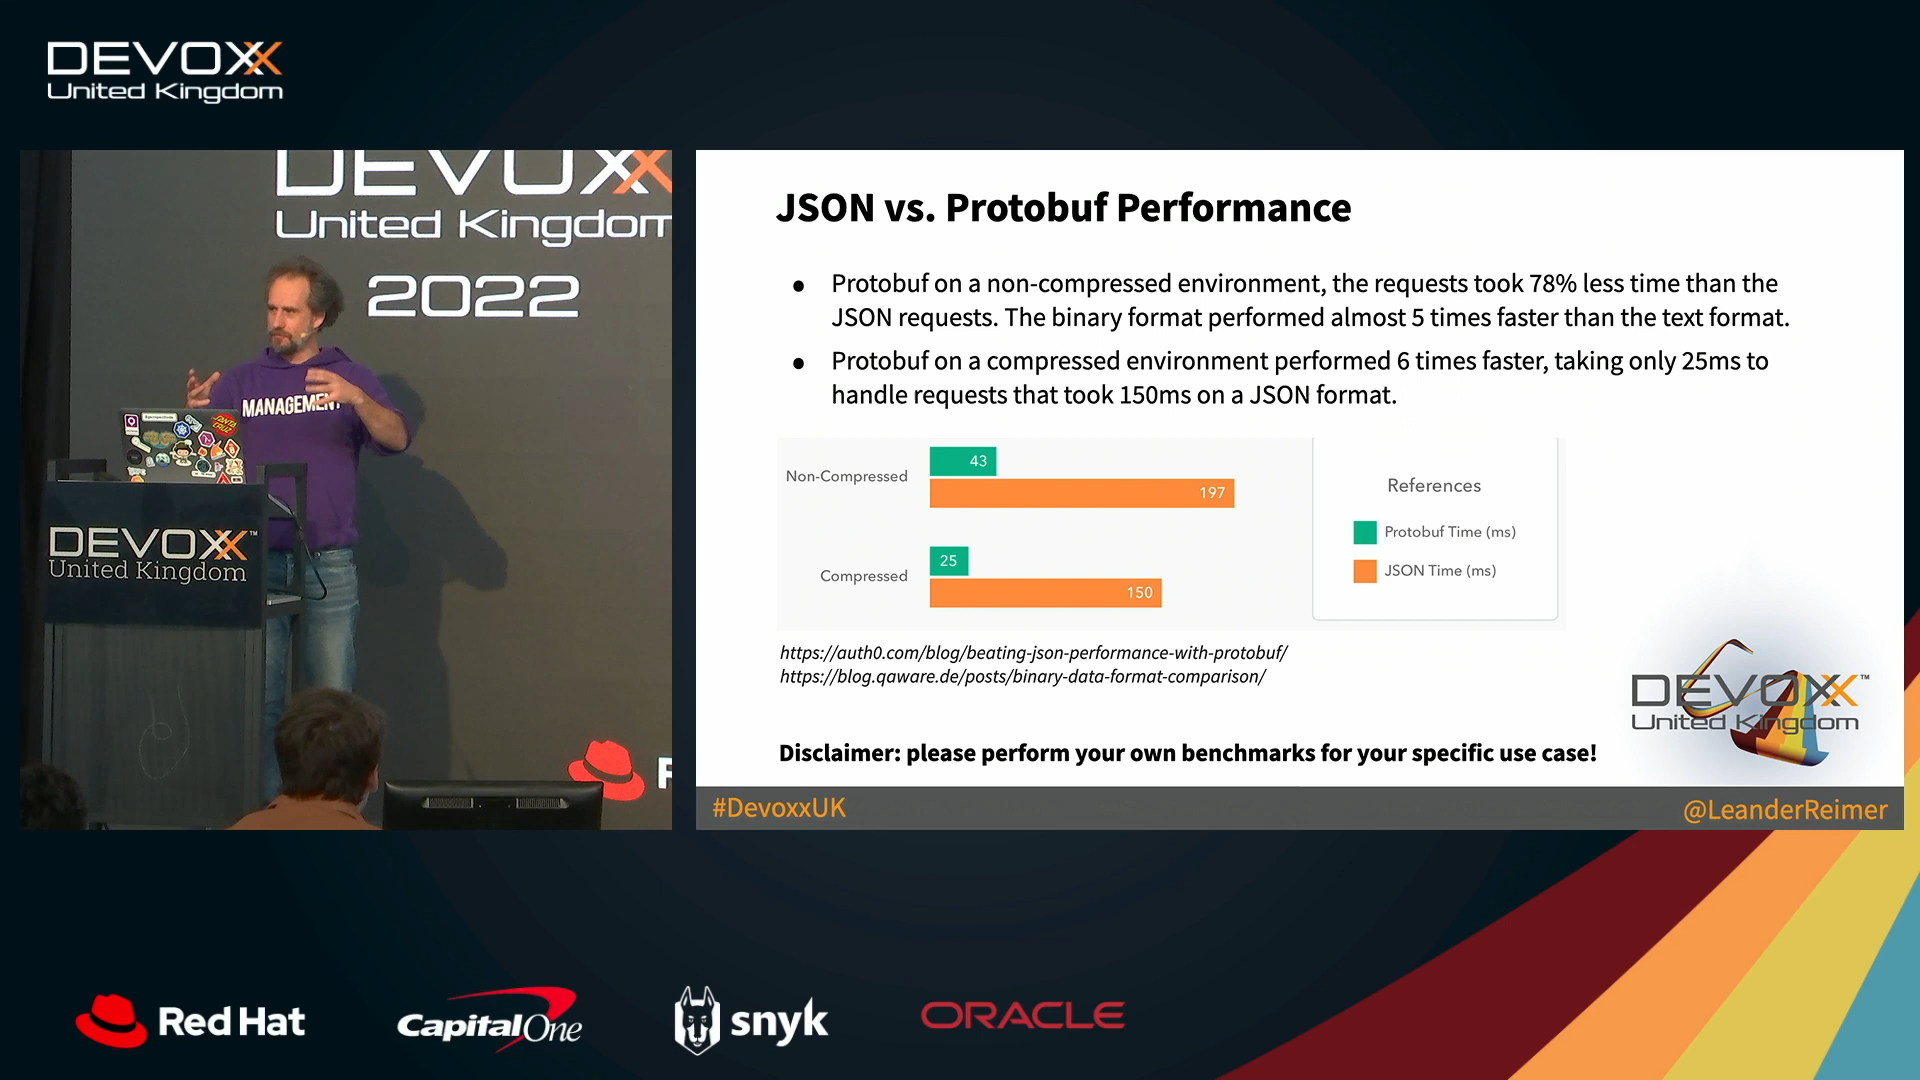 DEVOXX
United Kingdom
DEVOXX
United Kingdom
2022
MANAGEMENT
SANTA
CRUZ
DEVOXX™
United Kingdom
JSON vs. Protobuf Performance
● Protobuf on a non-compressed environment, the requests took 78% less time than the
JSON requests. The binary format performed almost 5 times faster than the text format.
● Protobuf on a compressed environment performed 6 times faster, taking only 25ms to
handle requests that took 150ms on a JSON format.
Non-Compressed
43
197
Compressed
25
150
References
Protobuf Time (ms)
JSON Time (ms)
https://auth0.com/blog/beating-json-performance-with-protobuf/
https://blog.qaware.de/posts/binary-data-format-comparison/
DEVOXX™
United Kingdom
Disclaimer: please perform your own benchmarks for your specific use case!
#DevoxxUK
@LeanderReimer
Red Hat
Capital One
snyk
ORACLE